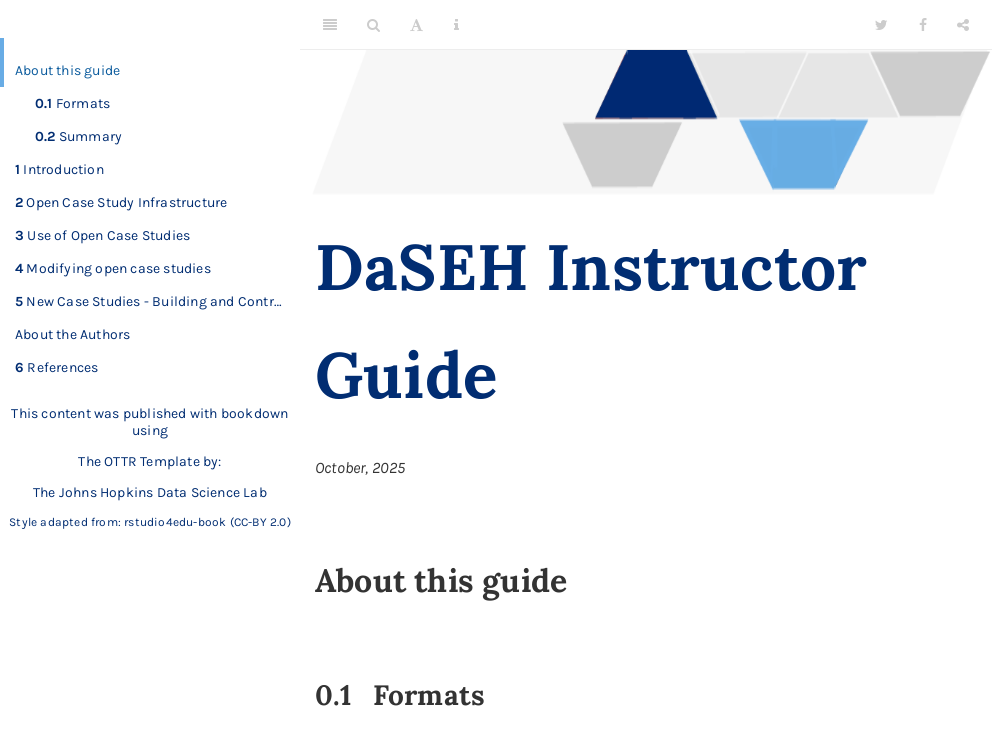 About this guide
0.1 Formats
0.2 Summary
1 Introduction
2 Open Case Study Infrastructure
3 Use of Open Case Studies
4 Modifying open case studies
5 New Case Studies - Building and Contr…
About the Authors
6 References
This content was published with bookdown
using
The OTTR Template by:
The Johns Hopkins Data Science Lab
Style adapted from: rstudio4edu-book (CC-BY 2.0)
DaSEH Instructor
Guide
October, 2025
About this guide
0.1 Formats